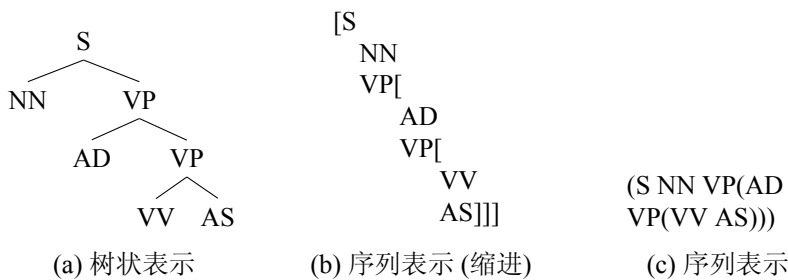 S
NN VP
AD VP
VV AS
(a) 树状表示
[S
NN
VP[
AD
VP[
VV
AS]]]
(b) 序列表示 (缩进)
(S NN VP(AD
VP(VV AS)))
(c) 序列表示